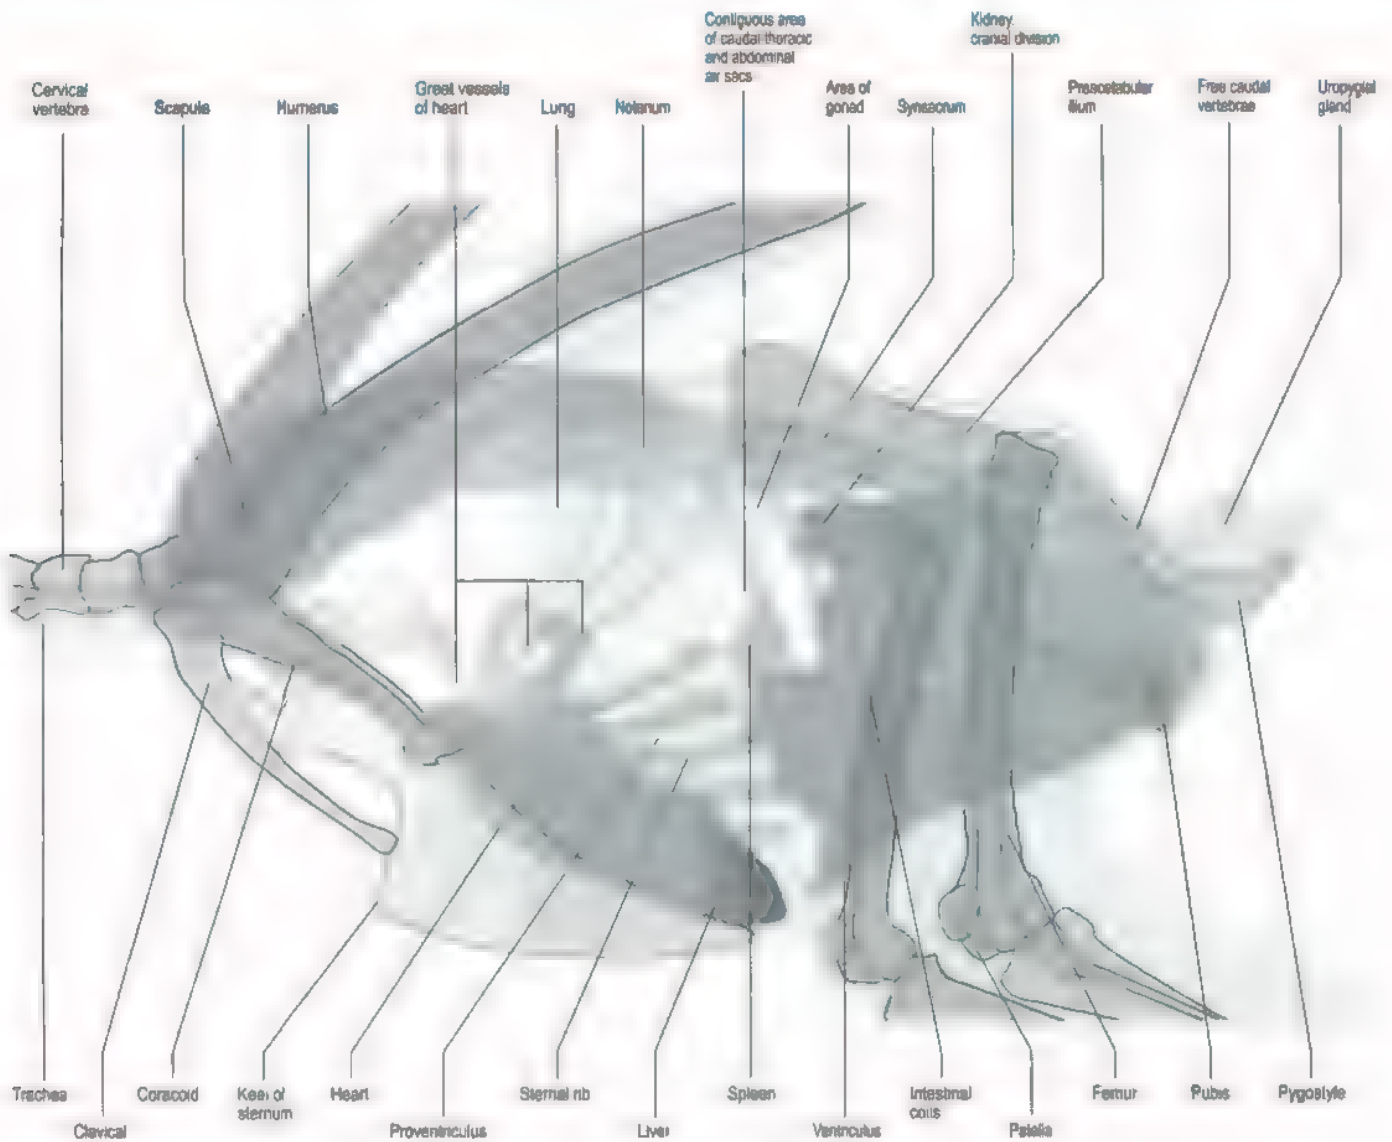 Contiguous area
of caudal thoracic
and abdominal
air sacs
Kidney,
cranial division
Cervical
vertebra
Scapula
Humerus
Great vessels
of heart
Lung
Notarium
Area of
gonad
Synsacrum
Preacetabular
ilium
Free caudal
vertebrae
Uropygial
gland
Trachea
Clavical
Coracoid
Keel of
sternum
Heart
Proventriculus
Sternal rib
Liver
Spleen
Ventriculus
Intestinal
coils
Patella
Femur
Pubis
Pygostyle